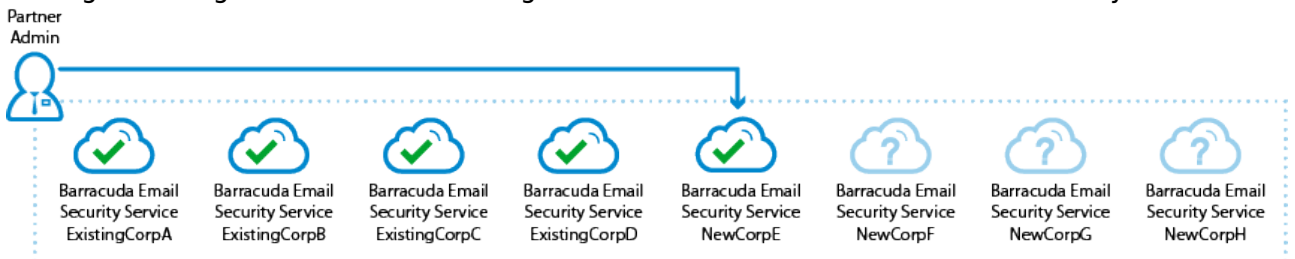 Partner
Admin
?
?
?
Barracuda Email
Security Service
ExistingCorpA
Barracuda Email
Security Service
ExistingCorpB
Barracuda Email
Security Service
ExistingCorpC
Barracuda Email
Security Service
ExistingCorpD
Barracuda Email
Security Service
NewCorpE
Barracuda Email
Security Service
NewCorpF
Barracuda Email
Security Service
NewCorpG
Barracuda Email
Security Service
NewCorpH